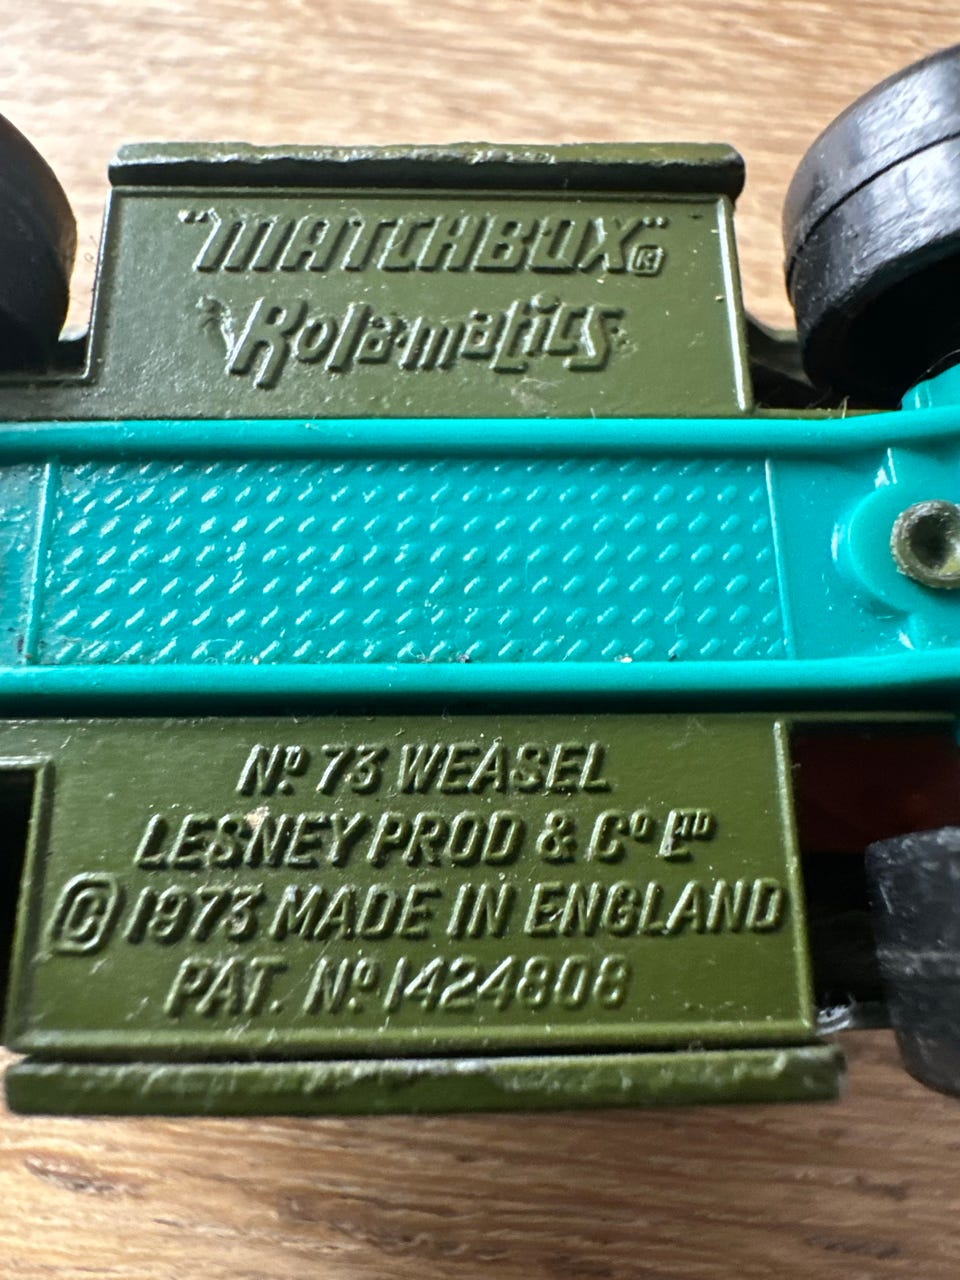 "MATCHBOX"®
Rola-matics
Nº 73 WEASEL
LESNEY PROD & Cº Lᵀᴰ
© 1973 MADE IN ENGLAND
PAT. Nº 1424808